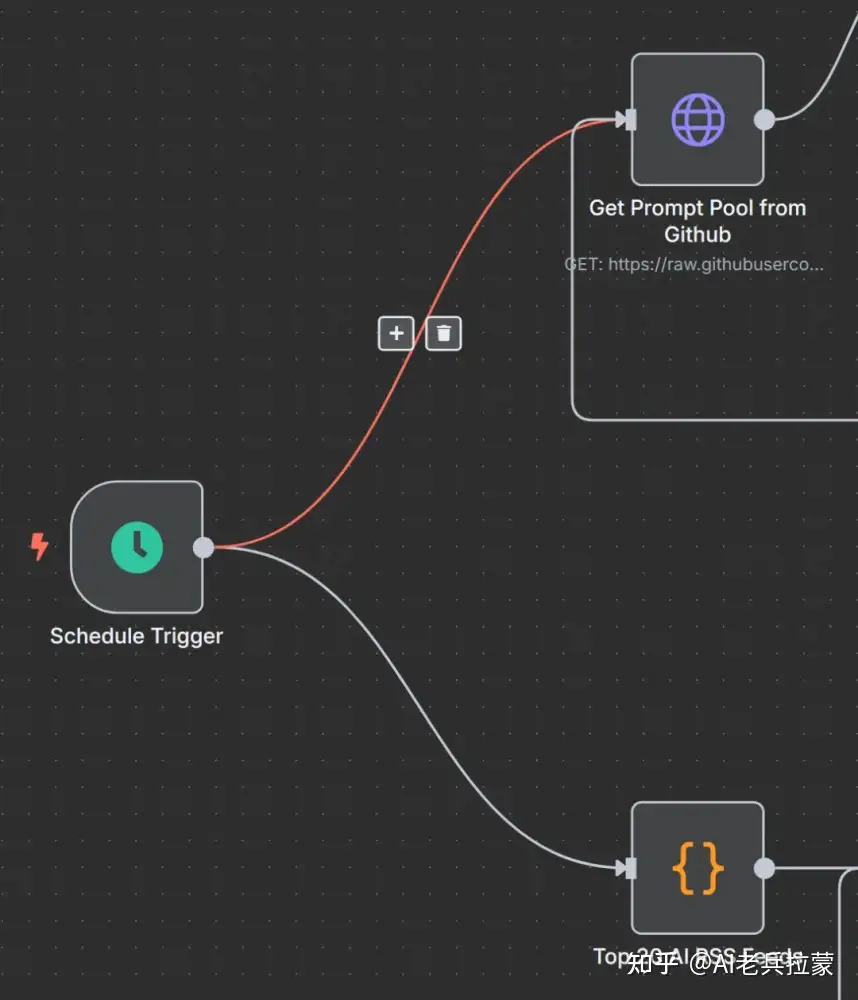 Get Prompt Pool from
Github
GET: https://raw.githubuserco...
Schedule Trigger
Top 20 AI RSS Feeds
知乎 @AI老兵拉蒙